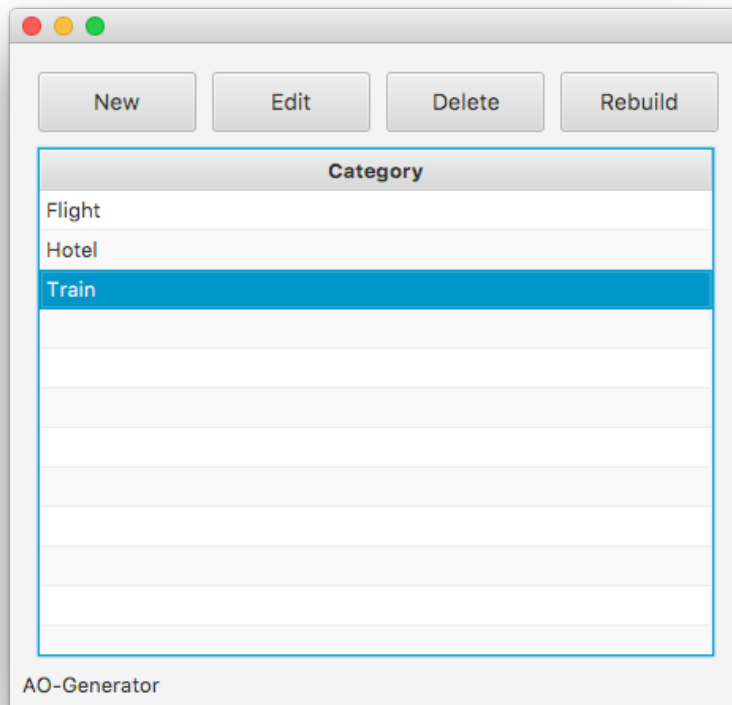 New Edit Delete Rebuild
Category
Flight
Hotel
Train
AO-Generator